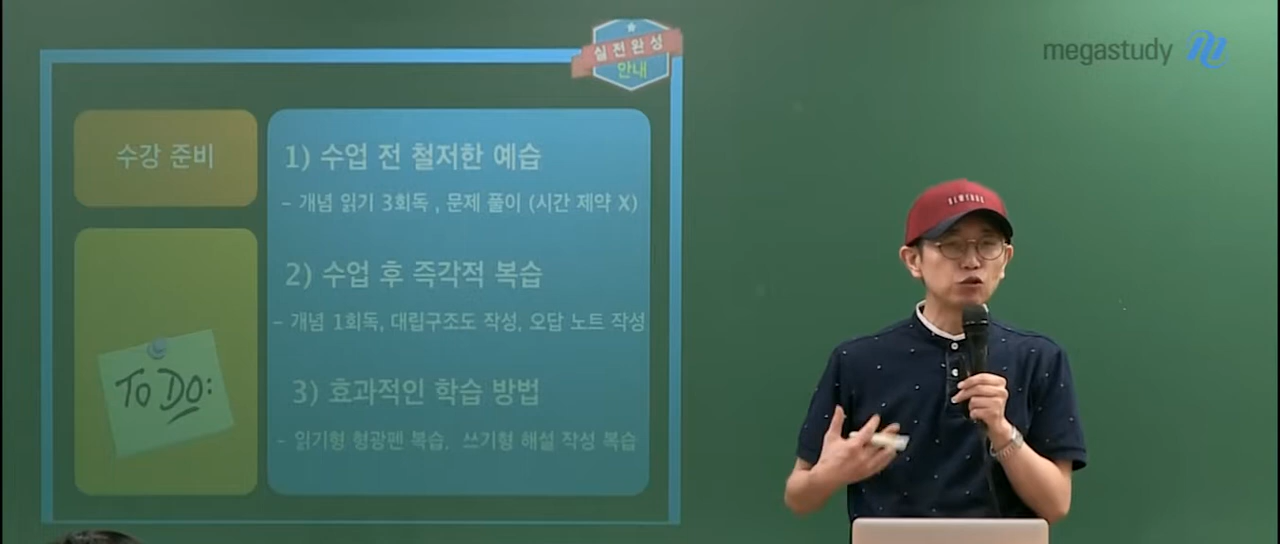 실전완성
안내
megastudy
수강 준비
1) 수업 전 철저한 예습
- 개념 읽기 3회독 , 문제 풀이 (시간 제약 X)
2) 수업 후 즉각적 복습
- 개념 1회독, 대립구조도 작성, 오답 노트 작성
TO DO:
3) 효과적인 학습 방법
- 읽기형 형광펜 복습, 쓰기형 해설 작성 복습